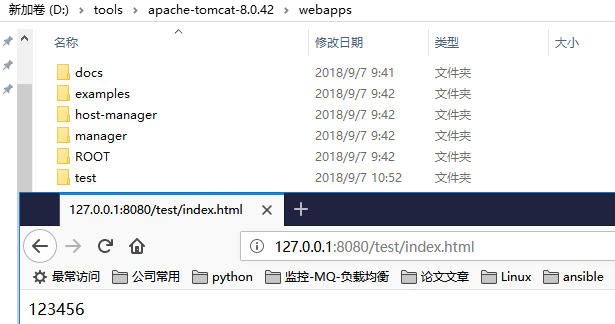 新加卷 (D:) › tools › apache-tomcat-8.0.42 › webapps
名称 修改日期 类型 大小
docs 2018/9/7 9:41 文件夹
examples 2018/9/7 9:42 文件夹
host-manager 2018/9/7 9:42 文件夹
manager 2018/9/7 9:42 文件夹
ROOT 2018/9/7 9:42 文件夹
test 2018/9/7 10:52 文件夹
127.0.0.1:8080/test/index.html
127.0.0.1:8080/test/index.html
最常访问 公司常用 python 监控-MQ-负载均衡 论文文章 Linux ansible
123456